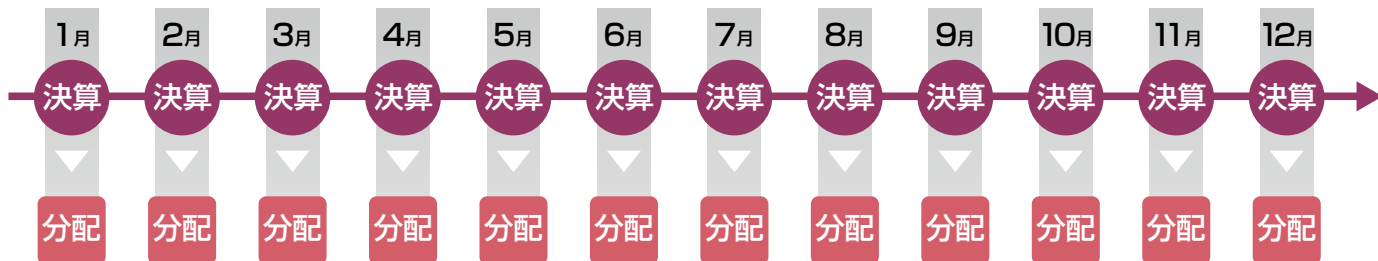 1月 2月 3月 4月 5月 6月 7月 8月 9月 10月 11月 12月
決算 決算 決算 決算 決算 決算 決算 決算 決算 決算 決算 決算
分配 分配 分配 分配 分配 分配 分配 分配 分配 分配 分配 分配